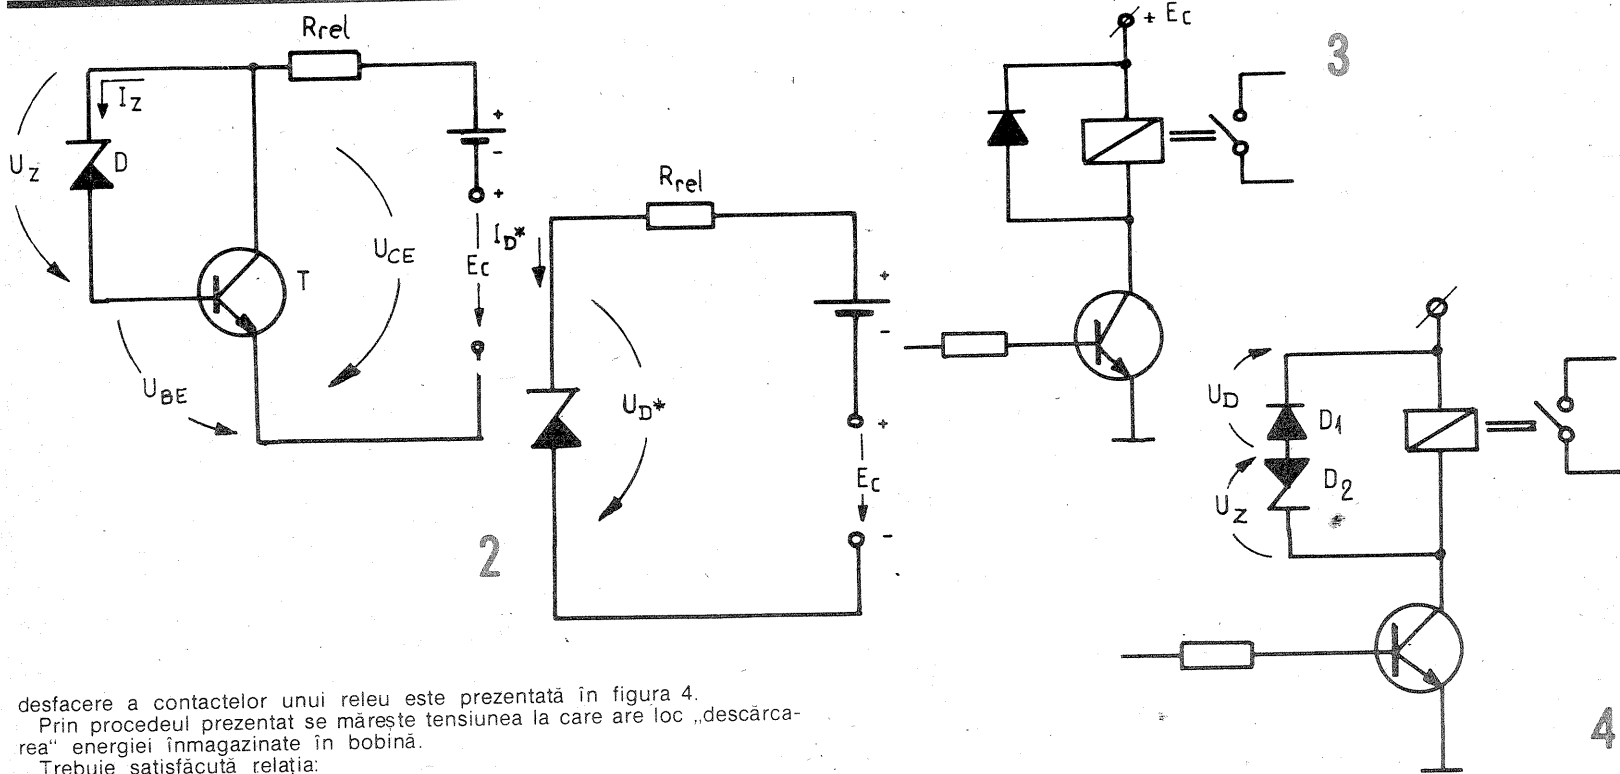 Rrel
+ Ec
3
IZ
+
UZ
D
-
+
Rrel
UCE
ID*
Ec
T
+
-
UBE
UD*
UD
D1
+
Ec
D2
UZ
2
-
desfacere a contactelor unui releu este prezentată în figura 4.
Prin procedeul prezentat se mărește tensiunea la care are loc „descărca-
rea“ energiei înmagazinate în bobină.
Trebuie satisfăcută relația:
4